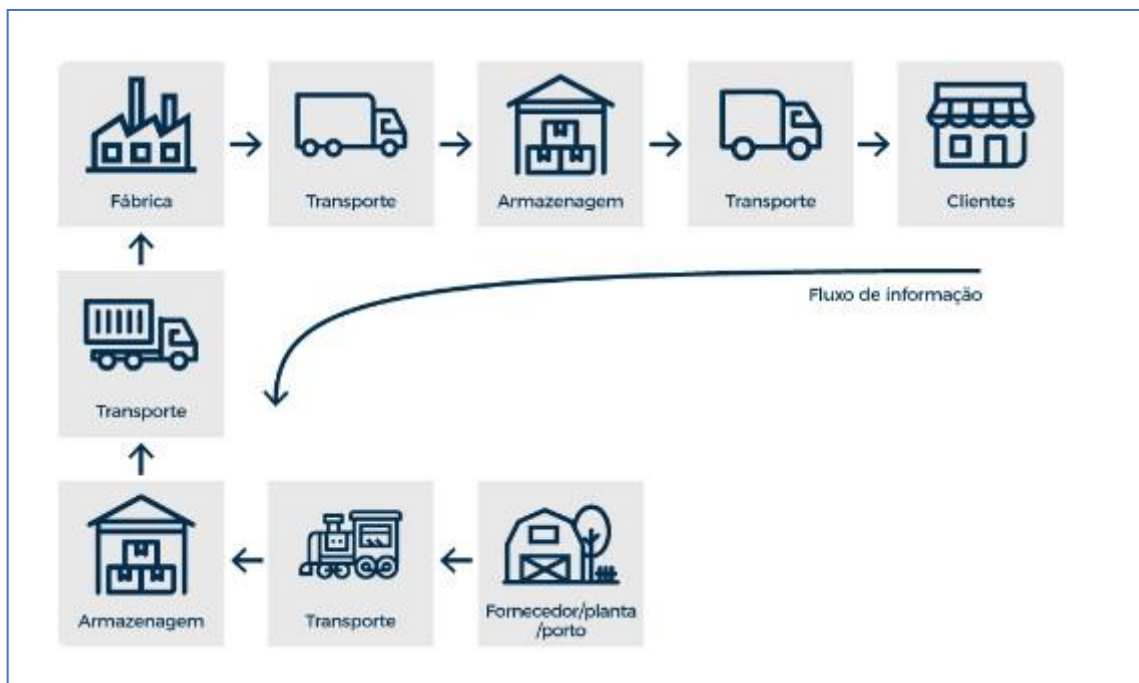 Fábrica
Transporte
Armazenagem
Transporte
Clientes
Fluxo de informação
Transporte
Armazenagem
Transporte
Fornecedor/planta
/porto